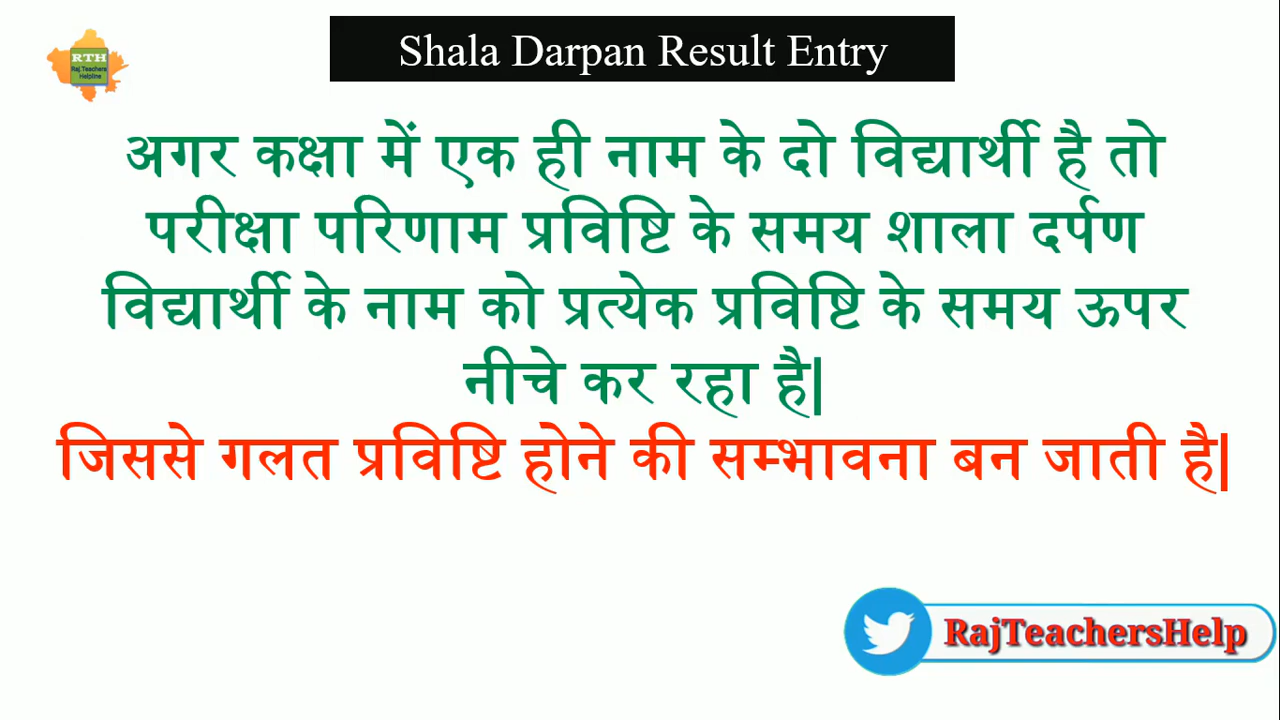 Shala Darpan Result Entry
RTH
Raj.Teachers
Helpline
अगर कक्षा में एक ही नाम के दो विद्यार्थी है तो
परीक्षा परिणाम प्रविष्टि के समय शाला दर्पण
विद्यार्थी के नाम को प्रत्येक प्रविष्टि के समय ऊपर
नीचे कर रहा है|
जिससे गलत प्रविष्टि होने की सम्भावना बन जाती है|
RajTeachersHelp